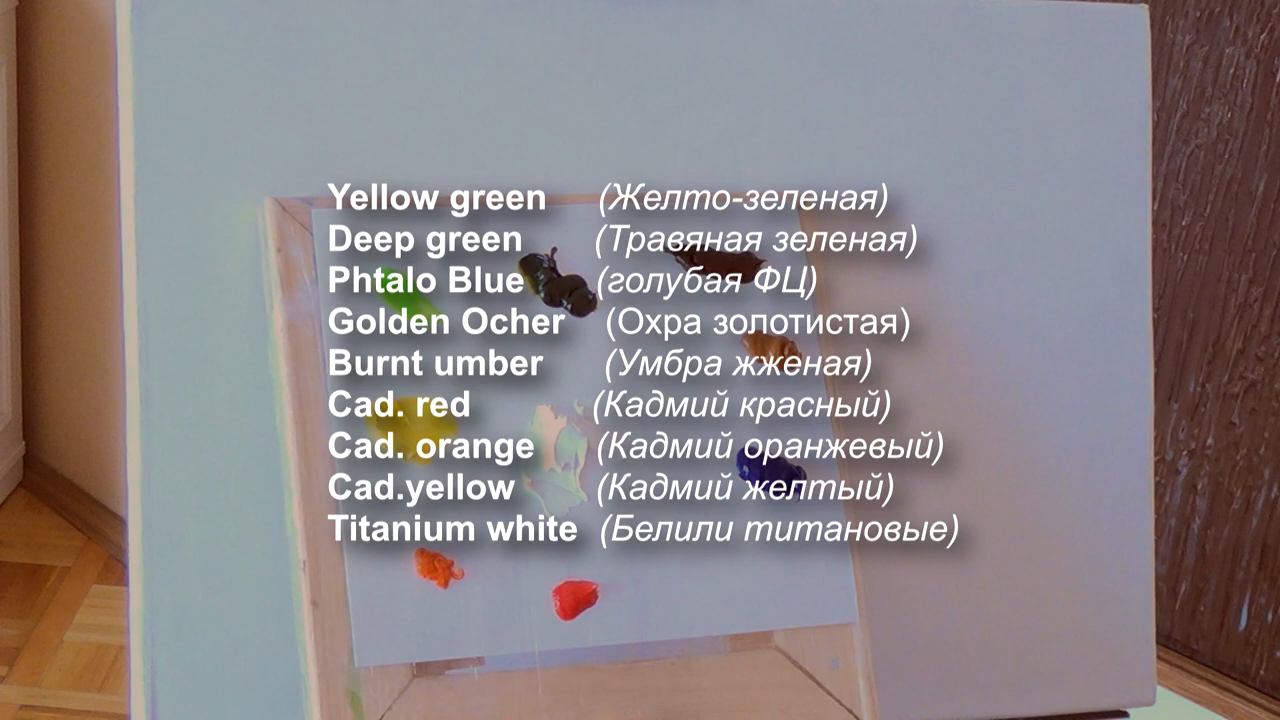 Yellow green (Желто-зеленая)
Deep green (Травяная зеленая)
Phtalo Blue (голубая ФЦ)
Golden Ocher (Охра золотистая)
Burnt umber (Умбра жженая)
Cad. red (Кадмий красный)
Cad. orange (Кадмий оранжевый)
Cad.yellow (Кадмий желтый)
Titanium white (Белили титановые)